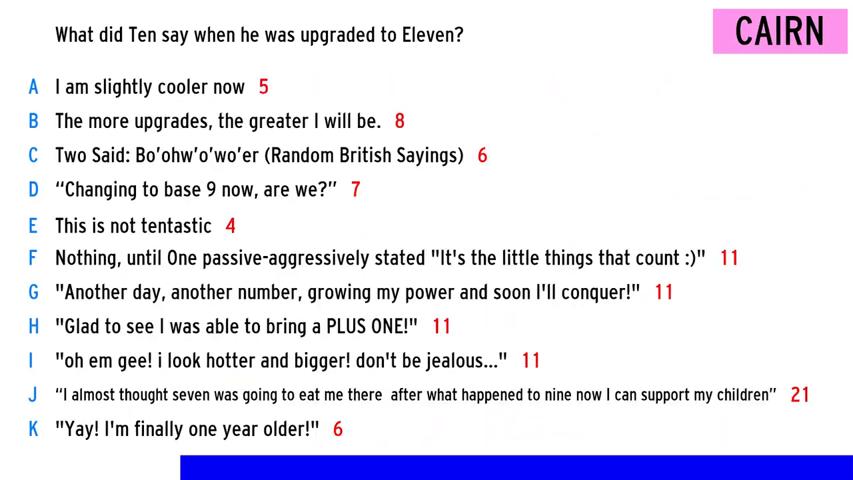 What did Ten say when he was upgraded to Eleven?
CAIRN
A I am slightly cooler now 5
B The more upgrades, the greater I will be. 8
C Two Said: Bo’ohw’o’wo’er (Random British Sayings) 6
D “Changing to base 9 now, are we?” 7
E This is not tentastic 4
F Nothing, until One passive-aggressively stated "It's the little things that count :)" 11
G "Another day, another number, growing my power and soon I'll conquer!" 11
H "Glad to see I was able to bring a PLUS ONE!" 11
I "oh em gee! i look hotter and bigger! don't be jealous..." 11
J “I almost thought seven was going to eat me there after what happened to nine now I can support my children” 21
K "Yay! I'm finally one year older!" 6